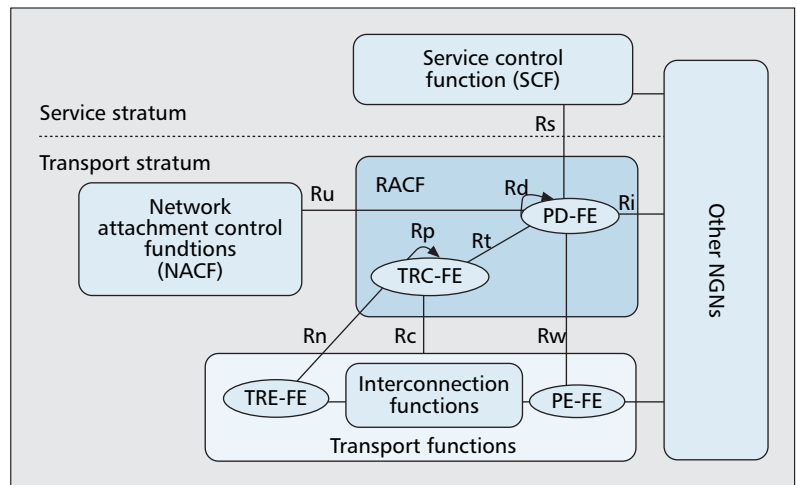 Service control
function (SCF)
Service stratum
Rs
Transport stratum
RACF
Rd
Ru
Ri
Network
attachment control
fundtions
(NACF)
PD-FE
Rp
Rt
TRC-FE
Other NGNs
Rn
Rc
Rw
TRE-FE
Interconnection
functions
PE-FE
Transport functions